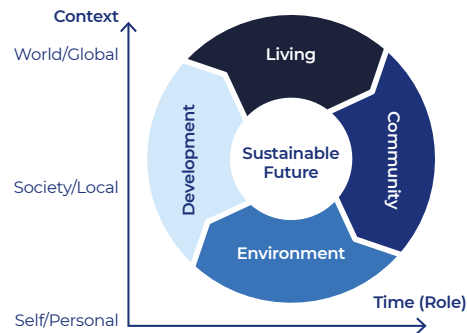 Context
World/Global
Living
Development
Community
Sustainable
Future
Society/Local
Environment
Time (Role)
Self/Personal